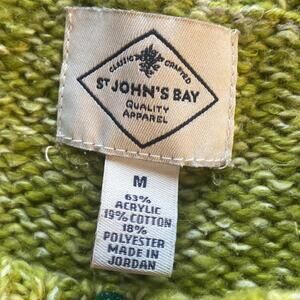 CLASSIC CRAFTED
ST JOHN'S BAY
QUALITY
APPAREL
M
63%
ACRYLIC
19% COTTON
18%
POLYESTER
MADE IN
JORDAN